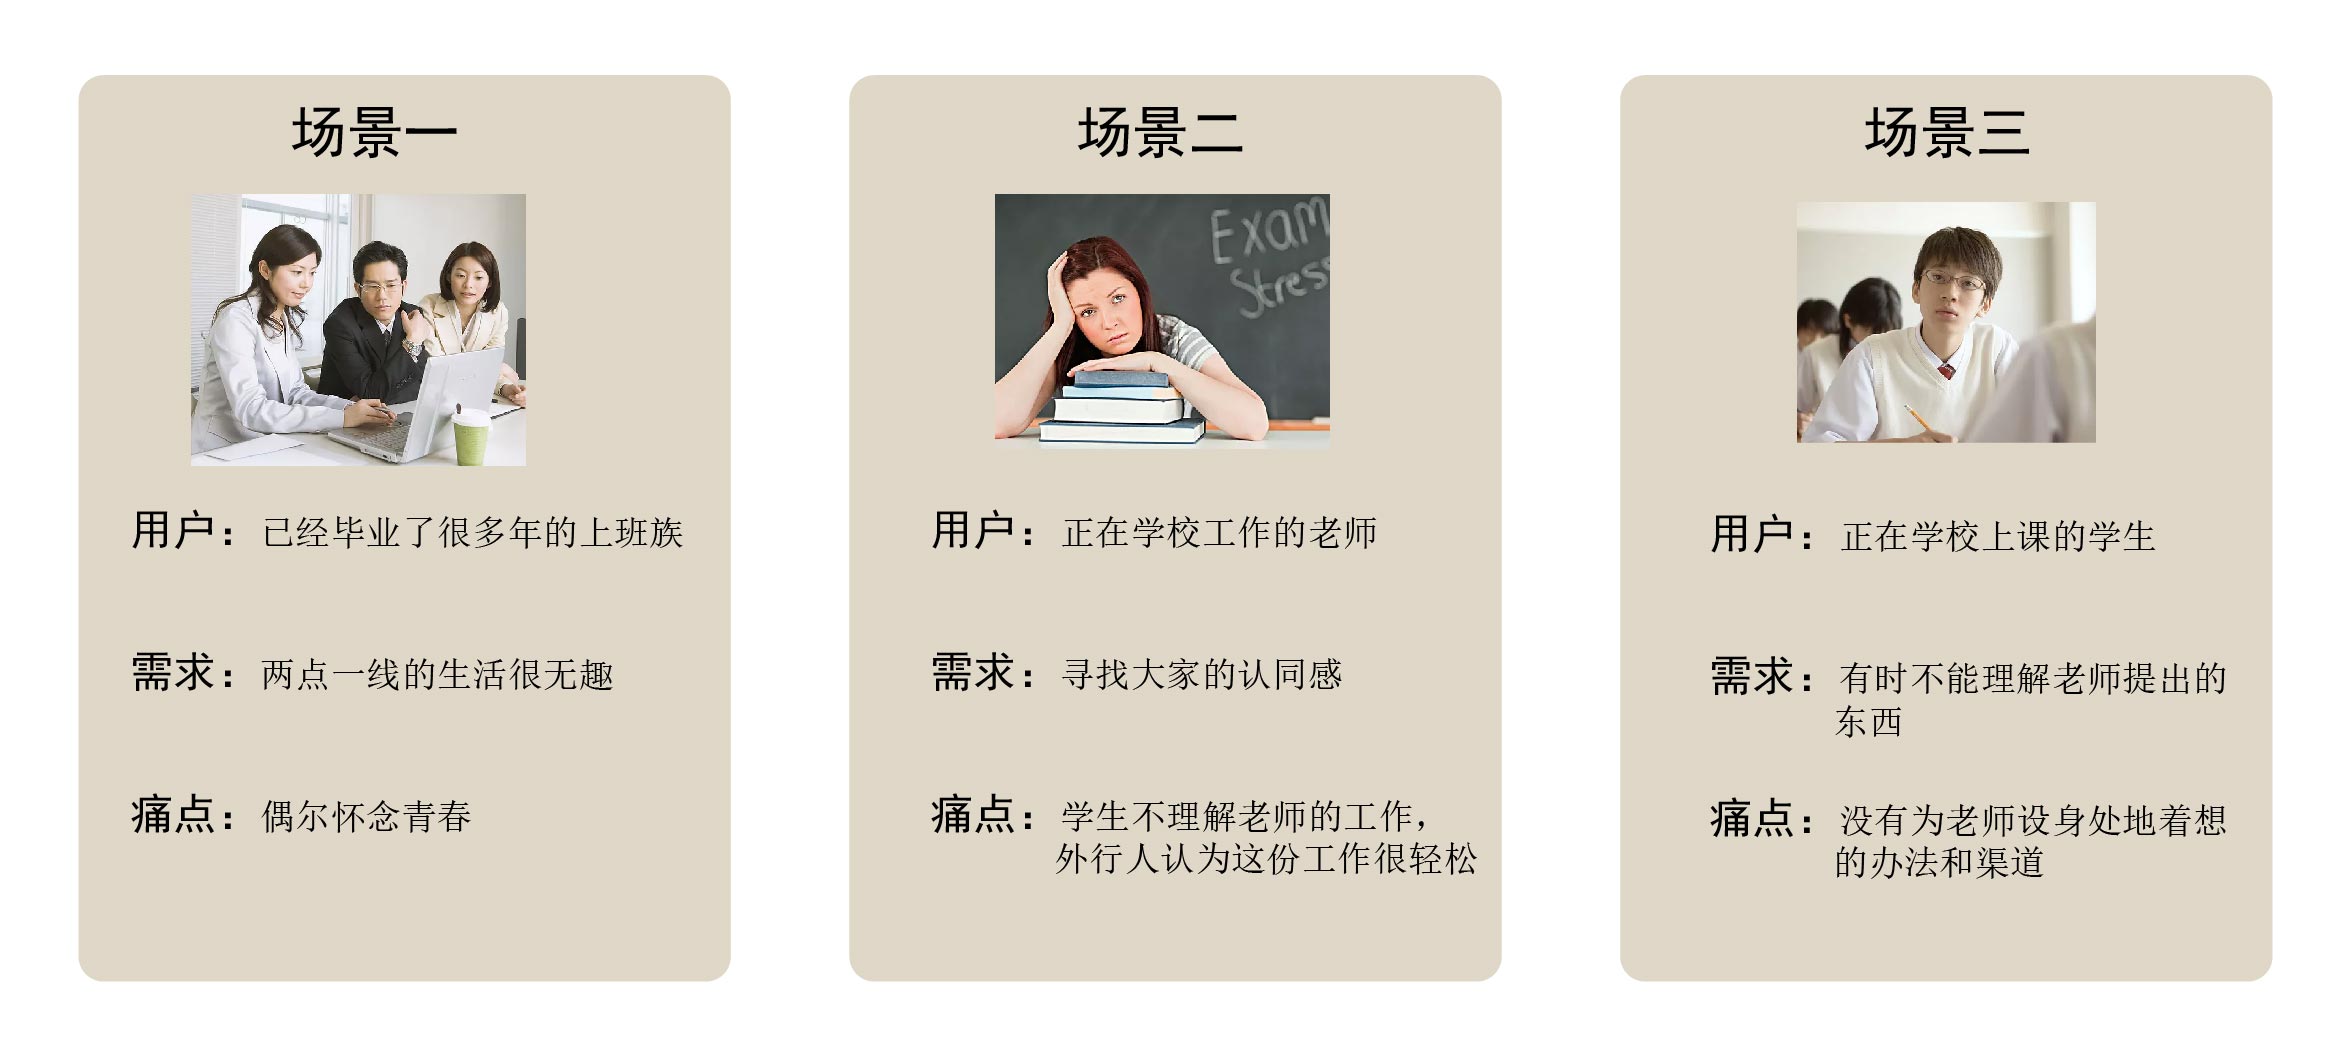 场景一
用户：已经毕业了很多年的上班族
需求：两点一线的生活很无趣
痛点：偶尔怀念青春
场景二
Exam
Stress
用户：正在学校工作的老师
需求：寻找大家的认同感
痛点：学生不理解老师的工作，
外行人认为这份工作很轻松
场景三
用户：正在学校上课的学生
需求：有时不能理解老师提出的
东西
痛点：没有为老师设身处地着想
的办法和渠道